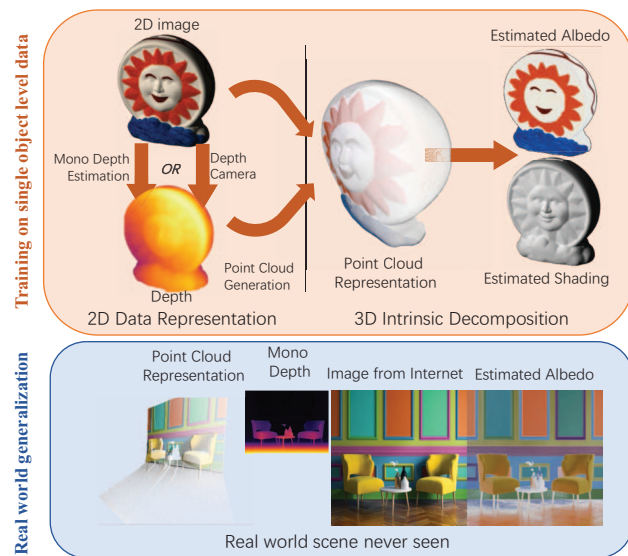 Training on single object level data
2D image
Mono Depth
Estimation
OR
Depth
Camera
Depth
Point Cloud
Generation
2D Data Representation
Point Cloud
Representation
Estimated Albedo
Estimated Shading
3D Intrinsic Decomposition
Real world generalization
Point Cloud
Representation
Mono
Depth
Image from Internet
Estimated Albedo
Real world scene never seen